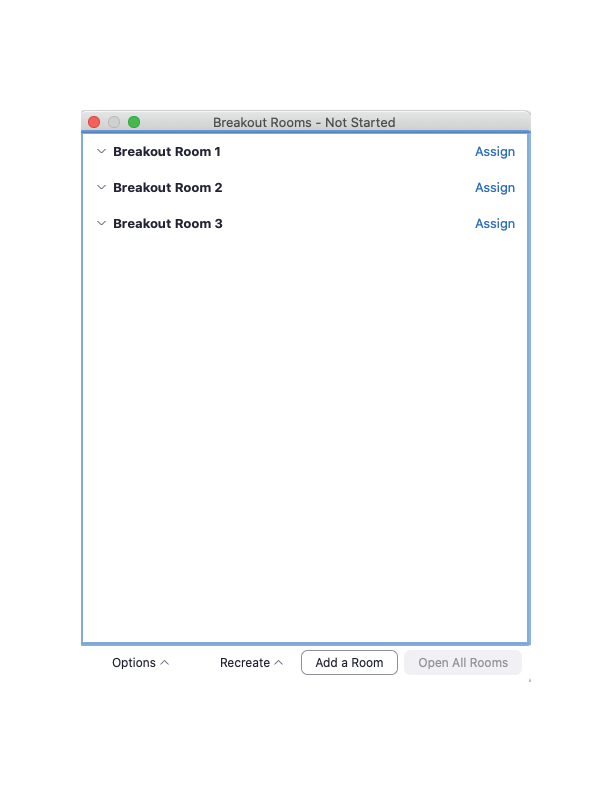 Breakout Rooms - Not Started
Breakout Room 1 Assign
Breakout Room 2 Assign
Breakout Room 3 Assign
Options Recreate Add a Room Open All Rooms